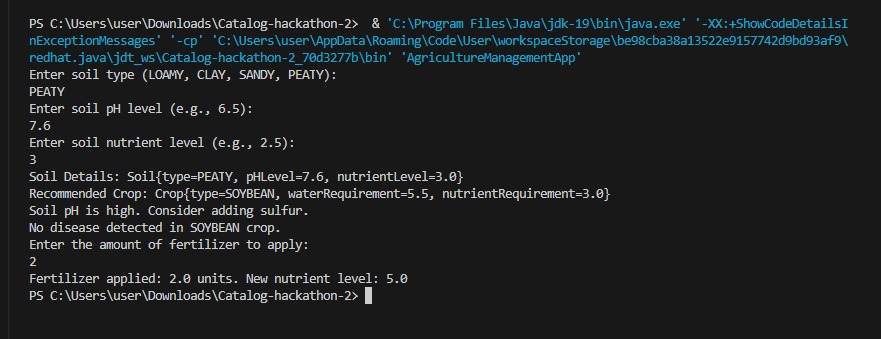 PS C:\Users\user\Downloads\Catalog-hackathon-2>  & 'C:\Program Files\Java\jdk-19\bin\java.exe' '-XX:+ShowCodeDetailsI
nExceptionMessages' '-cp' 'C:\Users\user\AppData\Roaming\Code\User\workspaceStorage\be98cba38a13522e9157742d9bd93af9\
redhat.java\jdt_ws\Catalog-hackathon-2_70d3277b\bin' 'AgricultureManagementApp'
Enter soil type (LOAMY, CLAY, SANDY, PEATY):
PEATY
Enter soil pH level (e.g., 6.5):
7.6
Enter soil nutrient level (e.g., 2.5):
3
Soil Details: Soil{type=PEATY, pHLevel=7.6, nutrientLevel=3.0}
Recommended Crop: Crop{type=SOYBEAN, waterRequirement=5.5, nutrientRequirement=3.0}
Soil pH is high. Consider adding sulfur.
No disease detected in SOYBEAN crop.
Enter the amount of fertilizer to apply:
2
Fertilizer applied: 2.0 units. New nutrient level: 5.0
PS C:\Users\user\Downloads\Catalog-hackathon-2>